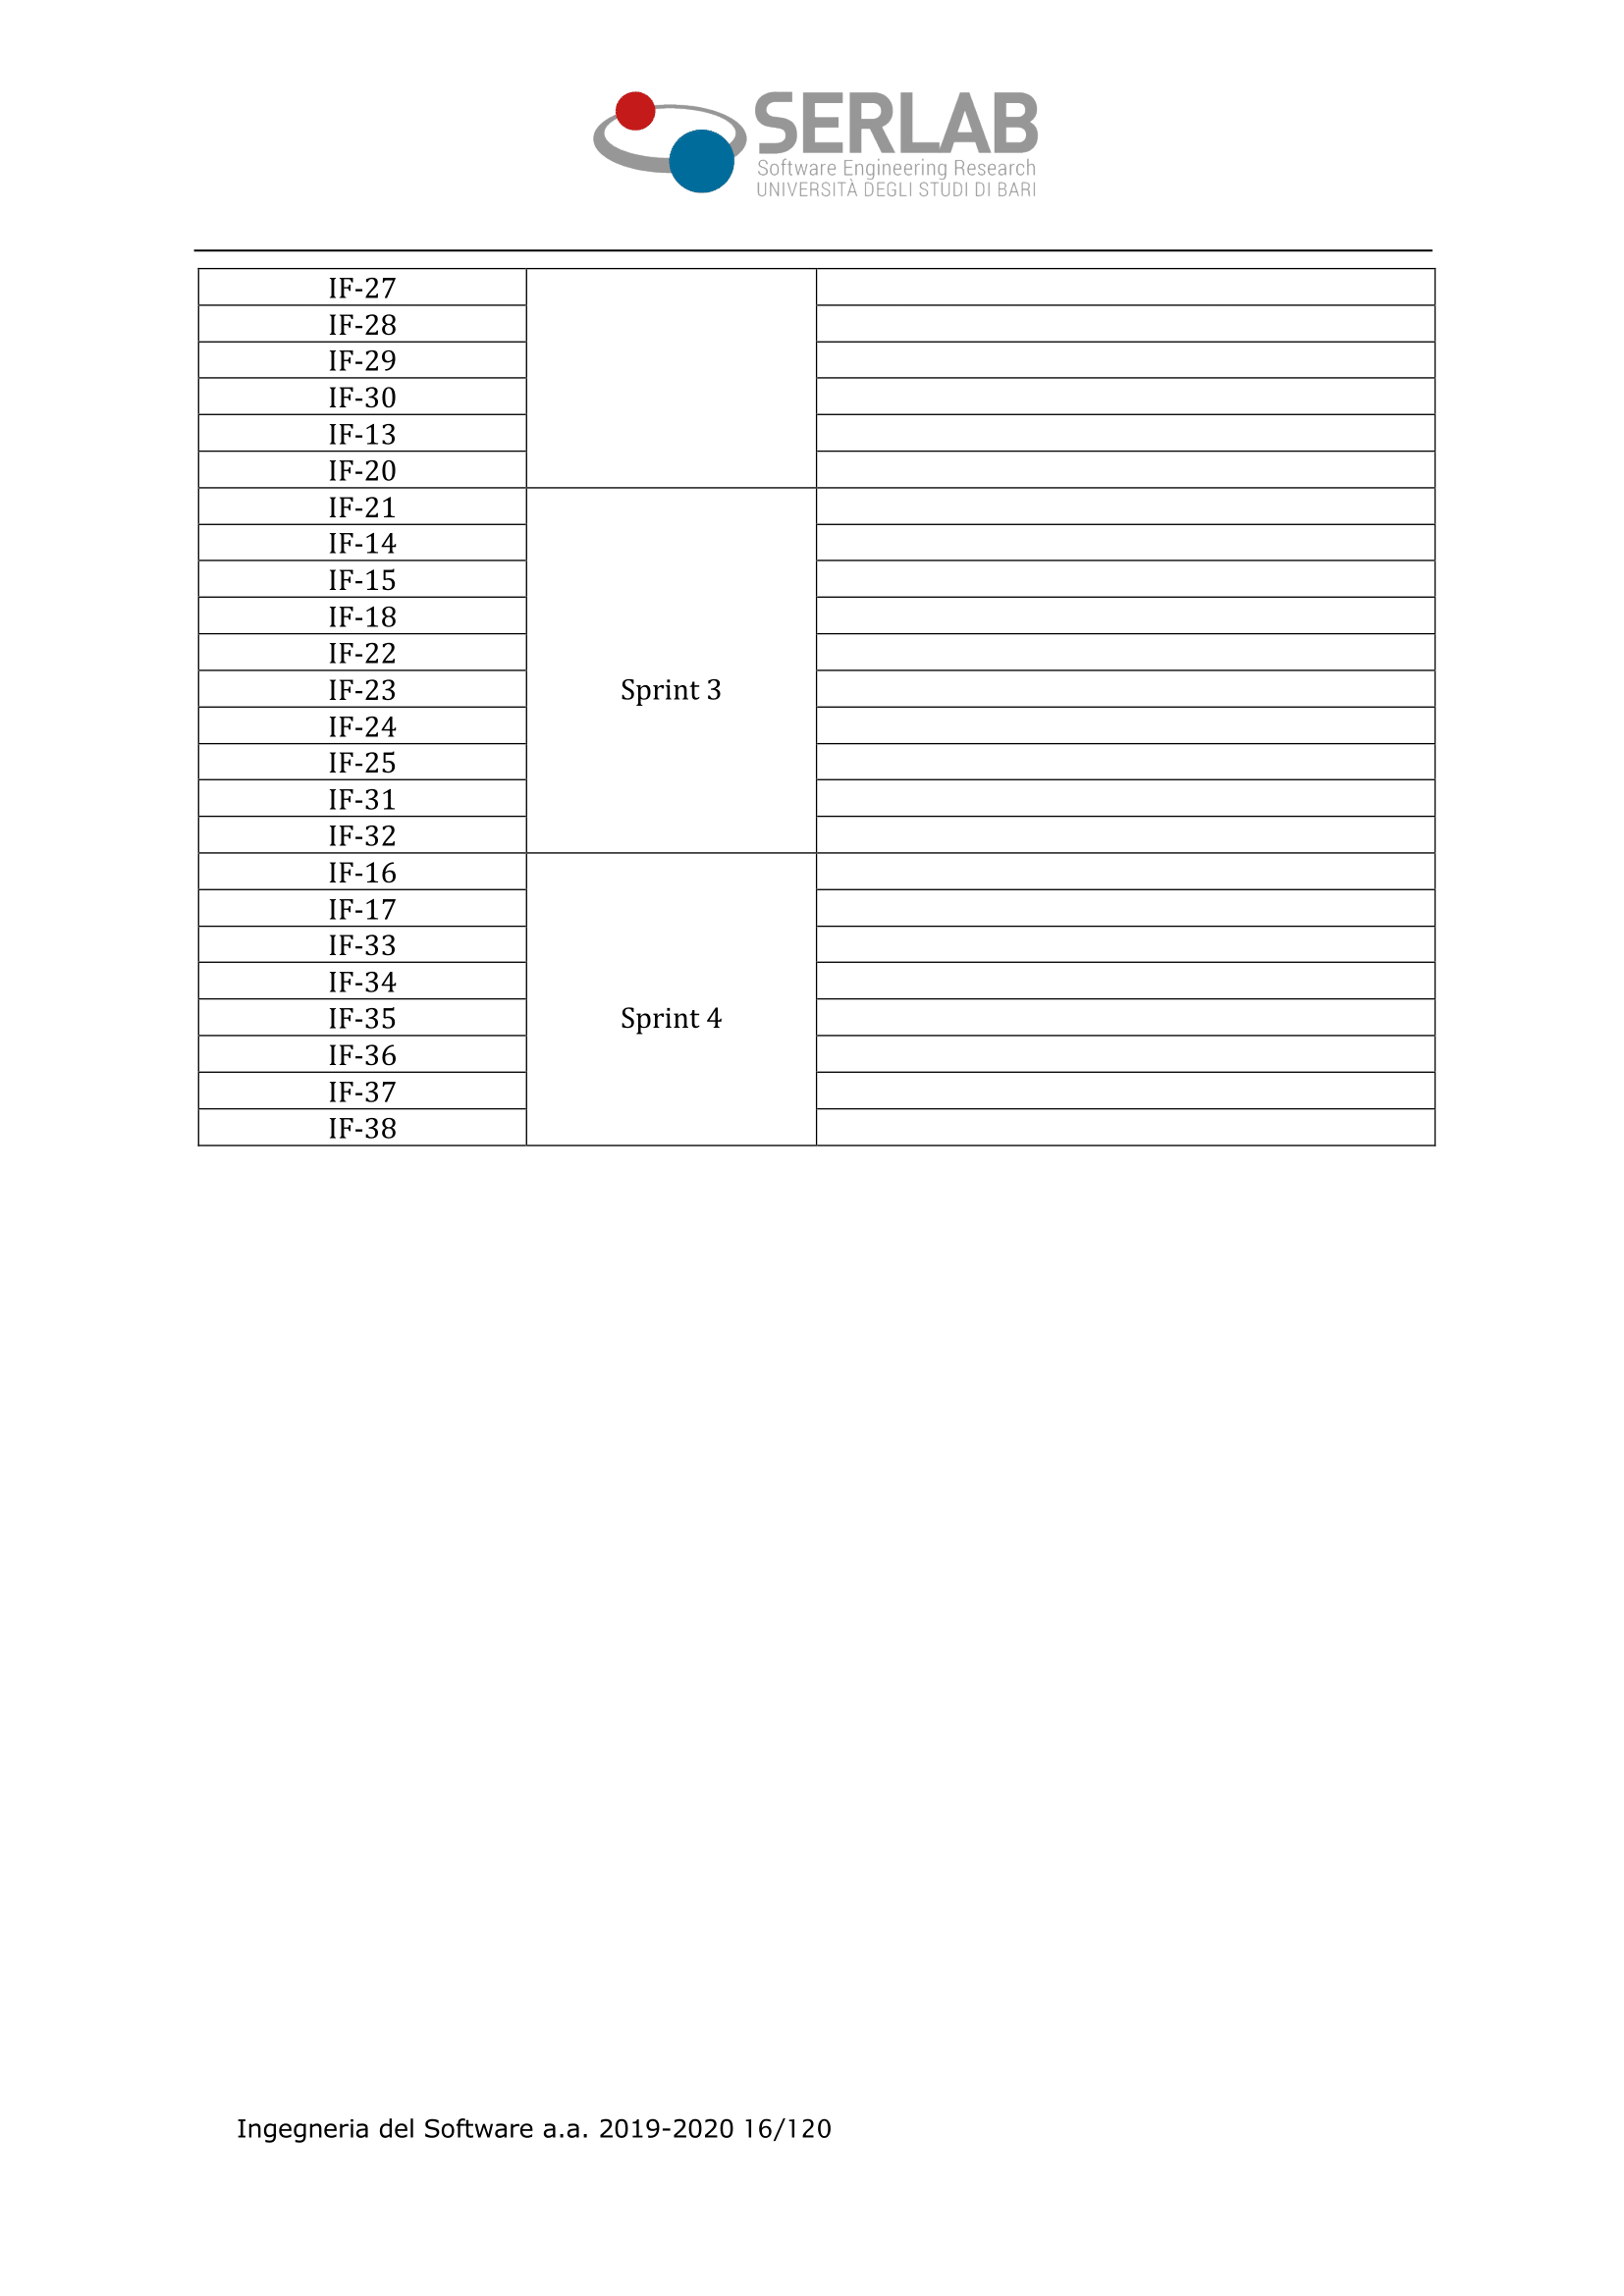 SERLAB
Software Engineering Research
UNIVERSITÀ DEGLI STUDI DI BARI
IF-27
IF-28
IF-29
IF-30
IF-13
IF-20
IF-21
IF-14
IF-15
IF-18
IF-22
IF-23
Sprint 3
IF-24
IF-25
IF-31
IF-32
IF-16
IF-17
IF-33
IF-34
IF-35
Sprint 4
IF-36
IF-37
IF-38
Ingegneria del Software a.a. 2019-2020 16/120